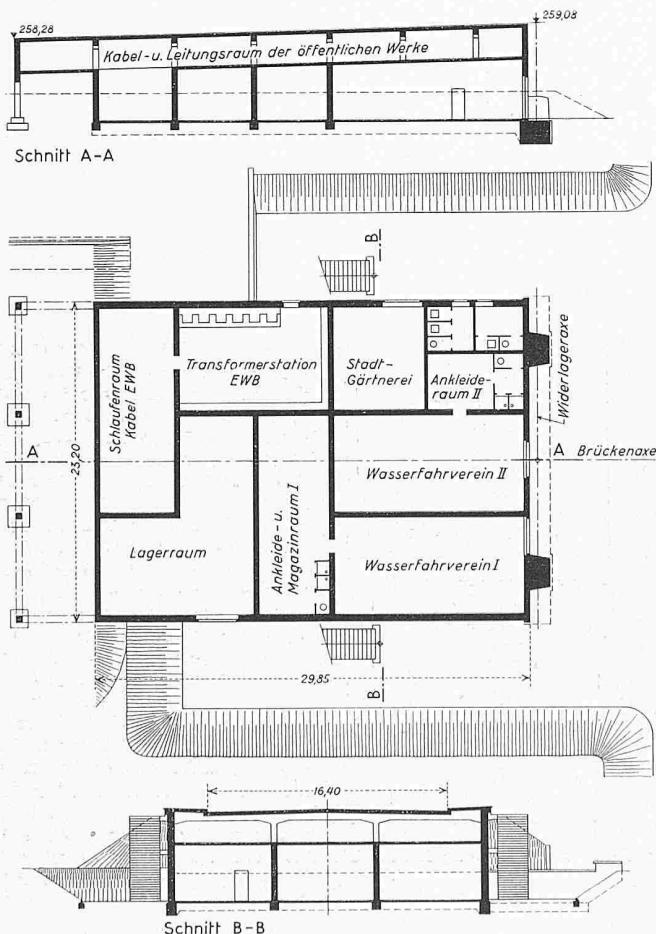 258,28
259,08
Kabel-u. Leitungsraum der öffentlichen Werke
Schnitt A-A
B
Schlaufenraum
Kabel EWB
Transformerstation
EWB
Stadt-
Gärtnerei
Ankleide-
raum II
Widerlageraxe
A
23,20
A
Brückenaxe
Wasserfahrverein II
Lagerraum
Ankleide- u.
Magazinraum I
Wasserfahrverein I
29,85
B
16,40
Schnitt B-B